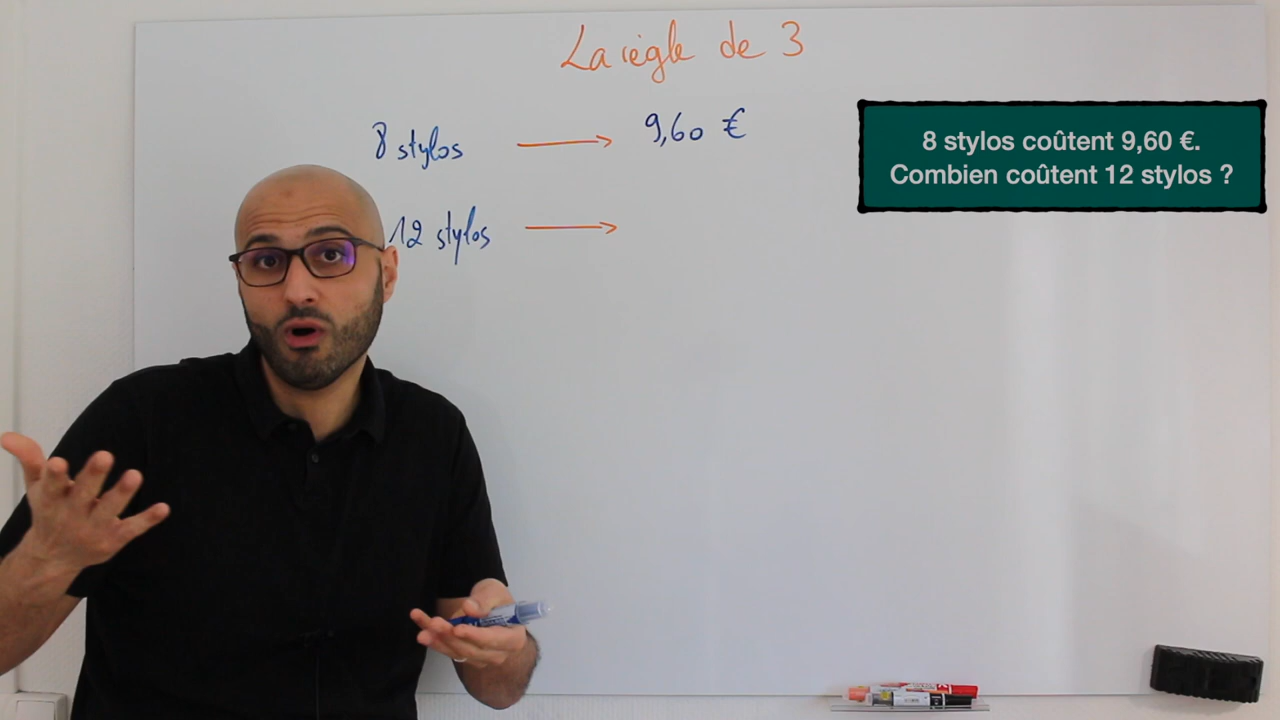 La règle de 3
8 stylos → 9,60 €
12 stylos →
8 stylos coûtent 9,60 €.
Combien coûtent 12 stylos ?